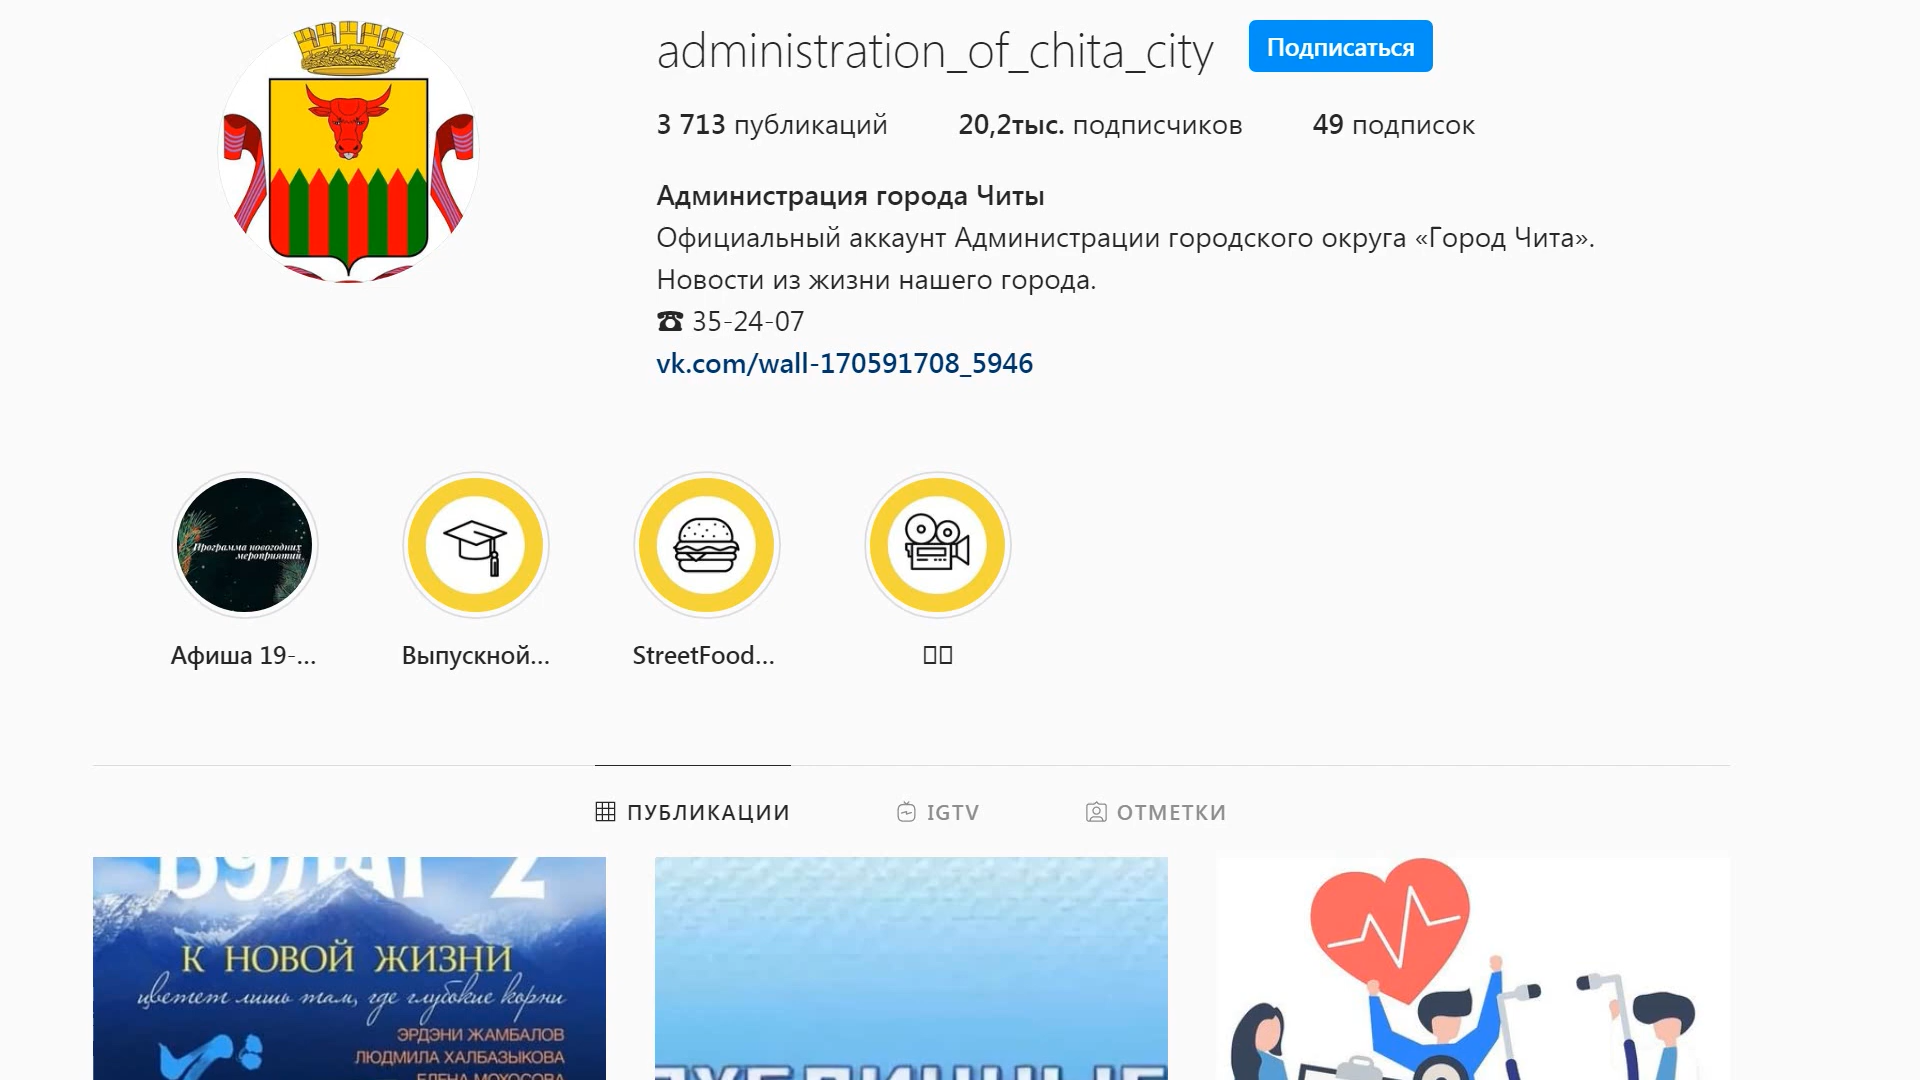 administration_of_chita_city
Подписаться
3 713 публикаций 20,2тыс. подписчиков 49 подписок
Администрация города Читы
Официальный аккаунт Администрации городского округа «Город Чита».
Новости из жизни нашего города.
☎ 35-24-07
vk.com/wall-170591708_5946
Программа новогодних
мероприятий
Афиша 19-... Выпускной... StreetFood...
ПУБЛИКАЦИИ IGTV ОТМЕТКИ
К НОВОЙ ЖИЗНИ
цветет лишь там, где глубокие корни
ЭРДЭНИ ЖАМБАЛОВ
ЛЮДМИЛА ХАЛБАЗЫКОВА
ЕЛЕНА МОХОСОВА